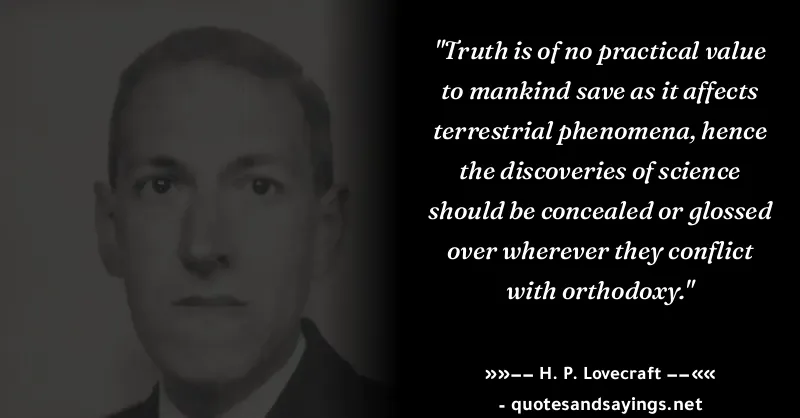 "Truth is of no practical value
to mankind save as it affects
terrestrial phenomena, hence
the discoveries of science
should be concealed or glossed
over wherever they conflict
with orthodoxy."
»»−− H. P. Lovecraft −−««
- quotesandsayings.net